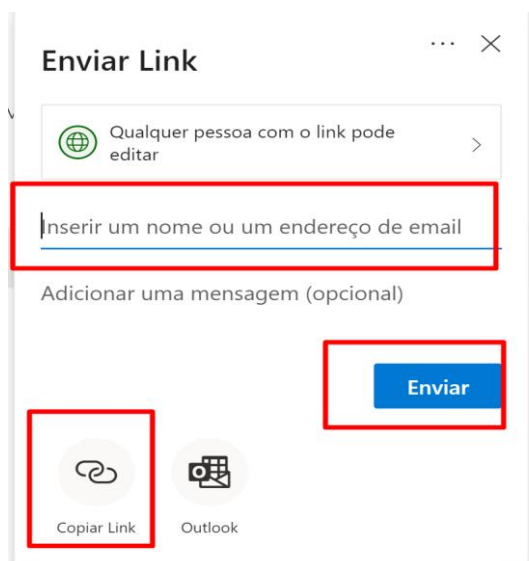 Enviar Link
Qualquer pessoa com o link pode
editar
Inserir um nome ou um endereço de email
Adicionar uma mensagem (opcional)
Enviar
Copiar Link
Outlook